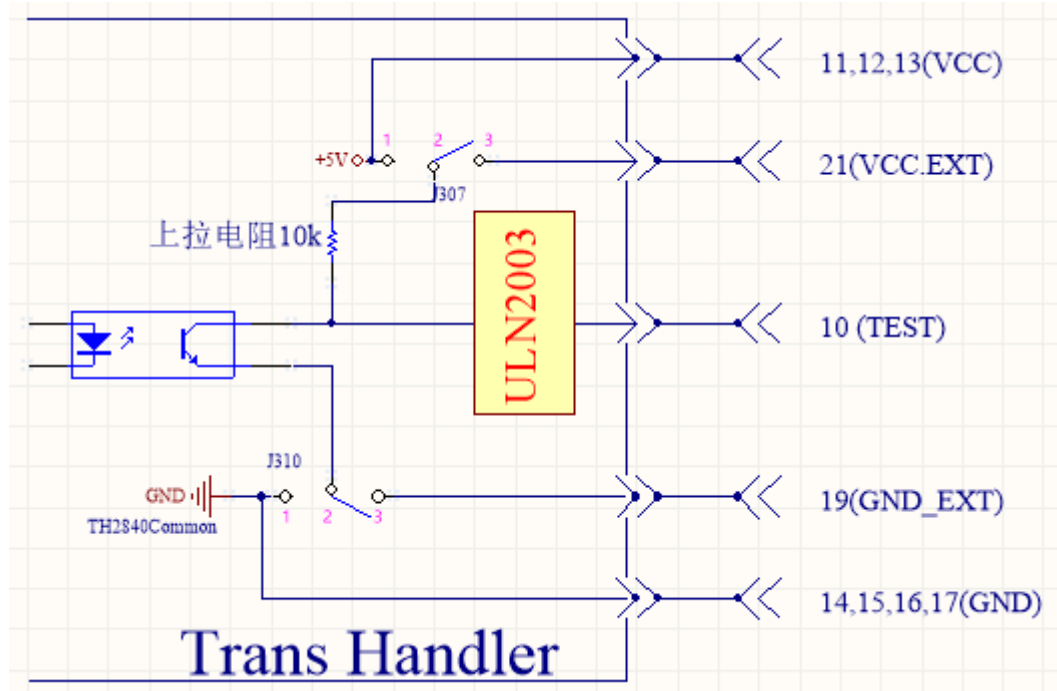 11,12,13(VCC)
+5V
1
2
3
21(VCC.EXT)
J307
上拉电阻10k
ULN2003
10 (TEST)
J310
GND
1
2
3
19(GND_EXT)
TH2840Common
14,15,16,17(GND)
Trans Handler